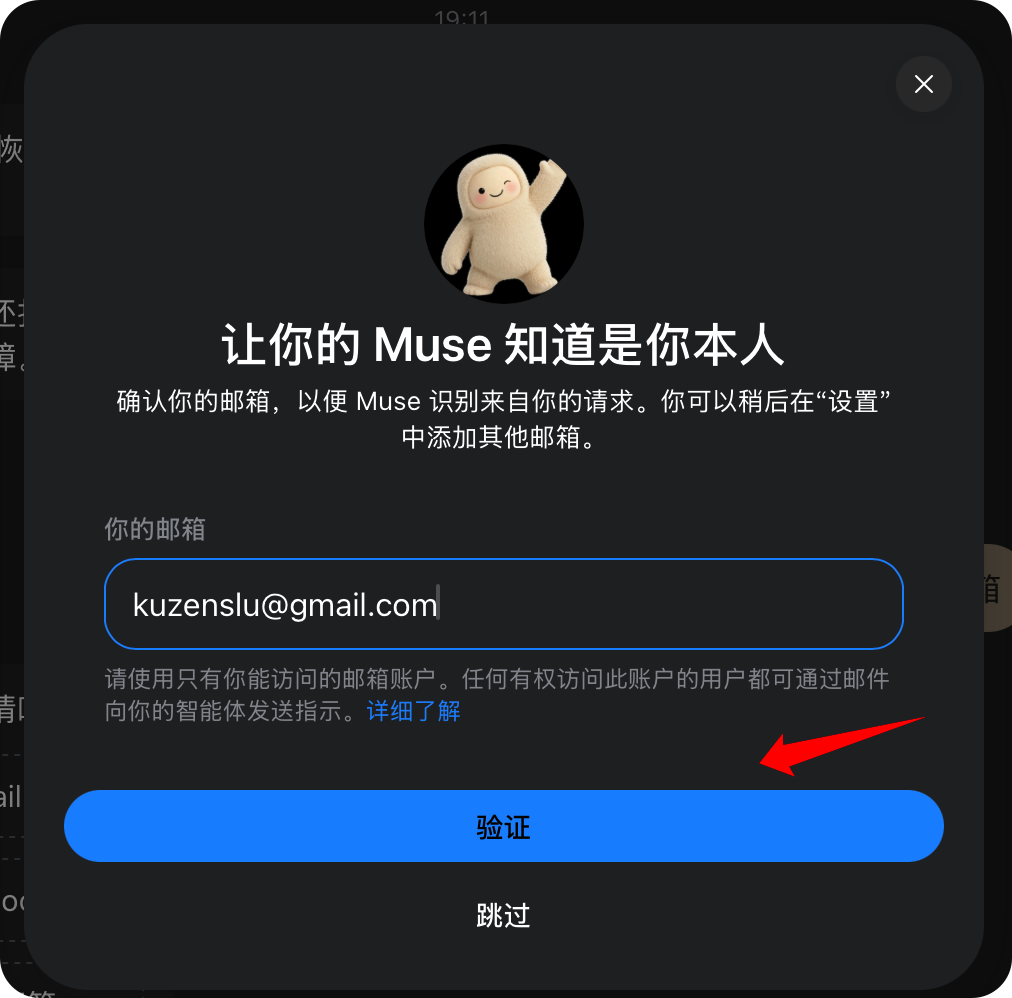 19:11
恢
让你的 Muse 知道是你本人
确认你的邮箱，以便 Muse 识别来自你的请求。你可以稍后在“设置”
中添加其他邮箱。
你的邮箱
kuzenslu@gmail.com
箱
请使用只有你能访问的邮箱账户。任何有权访问此账户的用户都可通过邮件
向你的智能体发送指示。详细了解
验证
跳过